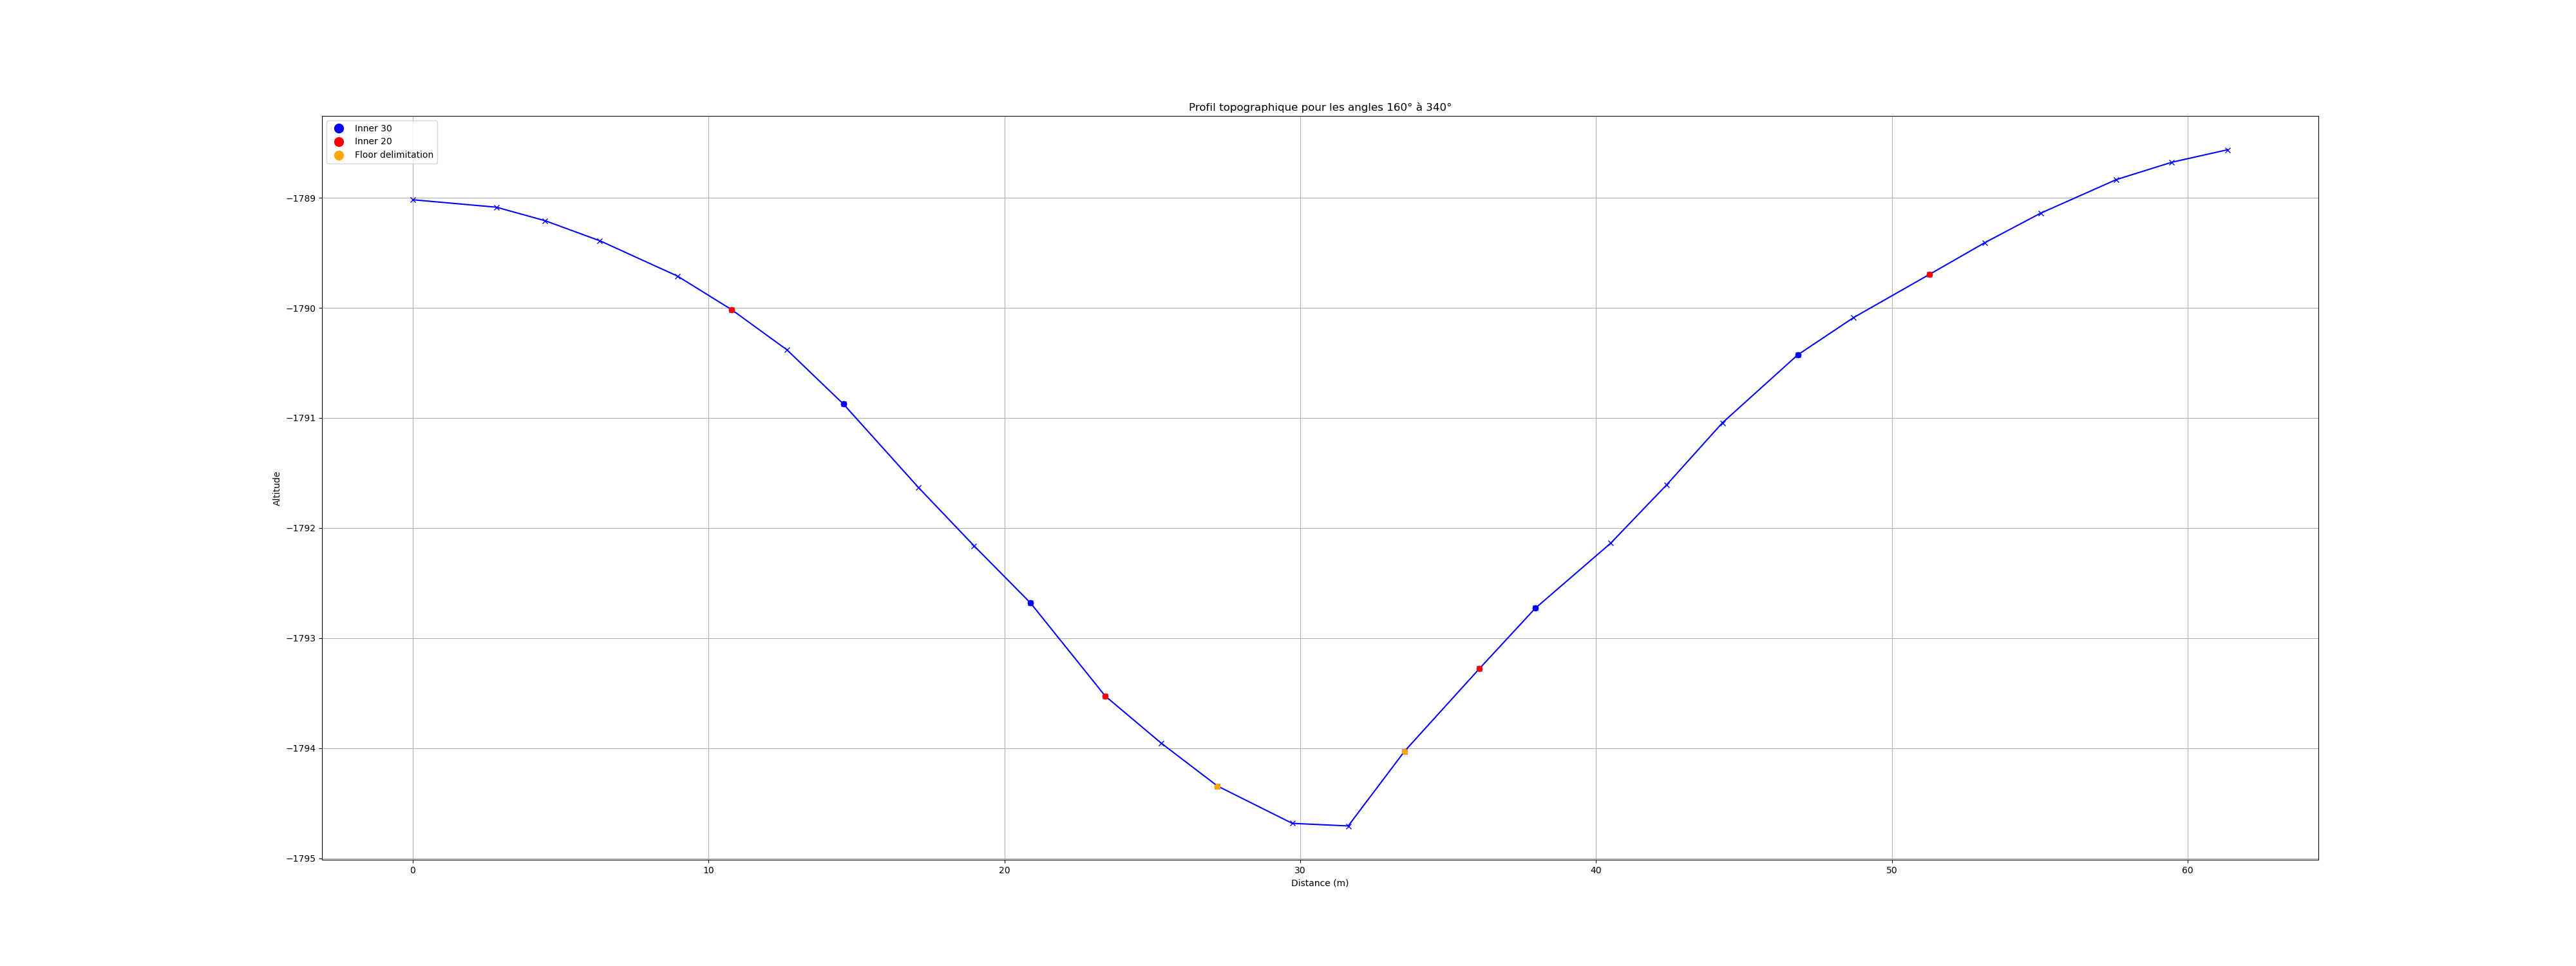 Profil topographique pour les angles 160° à 340°
Inner 30
Inner 20
Floor delimitation
−1789
−1790
−1791
−1792
−1793
−1794
−1795
Altitude
0 10 20 30 40 50 60
Distance (m)